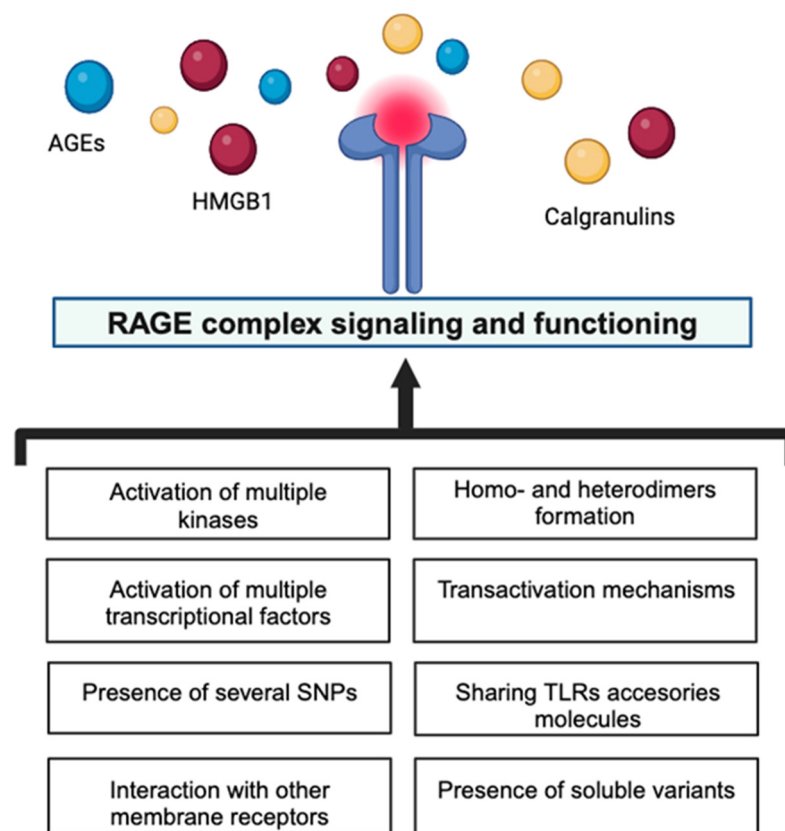 AGEs
HMGB1
Calgranulins
RAGE complex signaling and functioning
Activation of multiple
kinases
Homo- and heterodimers
formation
Activation of multiple
transcriptional factors
Transactivation mechanisms
Presence of several SNPs
Sharing TLRs accesories
molecules
Interaction with other
membrane receptors
Presence of soluble variants